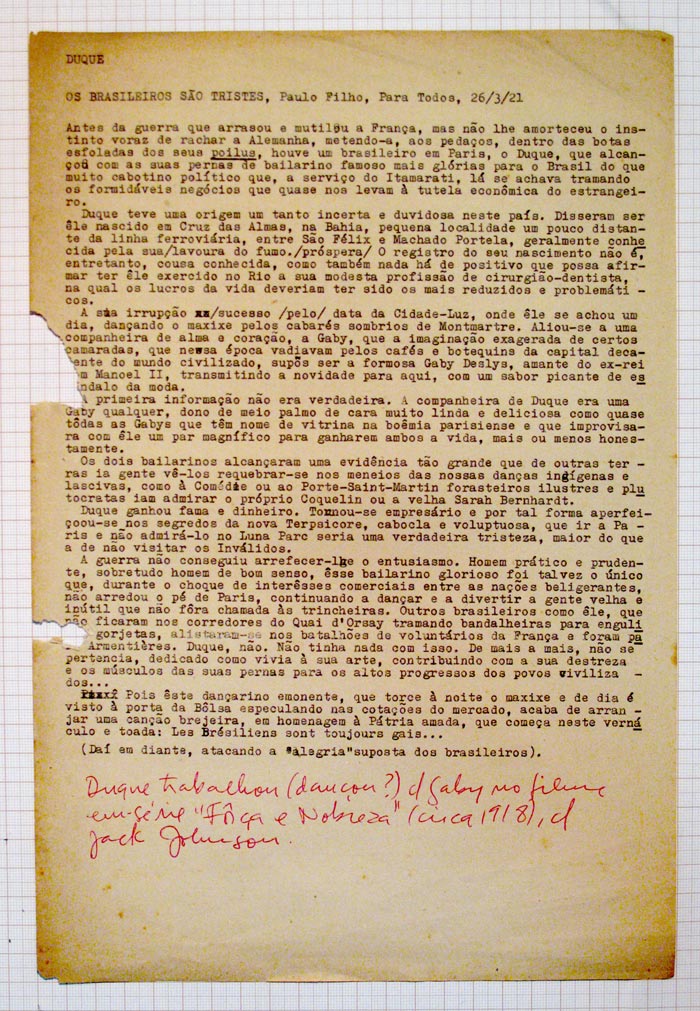 DUQUE
OS BRASILEIROS SÃO TRISTES, Paulo Filho, Para Todos, 26/3/21
Antes da guerra que arrasou e mutilou a França, mas não lhe amorteceu o ins-
tinto voraz de rachar a Alemanha, metendo-a, aos pedaços, dentro das botas
esfoladas dos seus poilus, houve um brasileiro em Paris, o Duque, que alcan-
çou com as suas pernas de bailarino famoso mais glórias para o Brasil do que
muito cabotino político que, a serviço do Itamarati, lá se achava tramando
os formidáveis negócios que quase nos levam à tutela econômica do estrangei-
ro.
Duque teve uma origem um tanto incerta e duvidosa neste país. Disseram ser
êle nascido em Cruz das Almas, na Bahia, pequena localidade um pouco distan-
te da linha ferroviária, entre São Félix e Machado Portela, geralmente conhe
cida pela sua/lavoura do fumo./próspera/ O registro do seu nascimento não é,
entretanto, cousa conhecida, como também nada há de positivo que possa afir-
mar ter êle exercido no Rio a sua modesta profissão de cirurgião-dentista,
na qual os lucros da vida deveriam ter sido os mais reduzidos e problemáti -
cos.
A sua irrupção xx/sucesso /pelo/ data da Cidade-Luz, onde êle se achou um
dia, dançando o maxixe pelos cabarés sombrios de Montmartre. Aliou-se a uma
companheira de alma e coração, a Gaby, que a imaginação exagerada de certos
camaradas, que nessa época vadiavam pelos cafés e botequins da capital deca-
ente do mundo civilizado, supôs ser a formosa Gaby Deslys, amante do ex-rei
m Manoel II, transmitindo a novidade para aqui, com um sabor picante de es
ndalo da moda.
A primeira informação não era verdadeira. A companheira de Duque era uma
Gaby qualquer, dono de meio palmo de cara muito linda e deliciosa como quase
tôdas as Gabys que têm nome de vitrina na boêmia parisiense e que improvisa-
ra com êle um par magnífico para ganharem ambos a vida, mais ou menos hones-
tamente.
Os dois bailarinos alcançaram uma evidência tão grande que de outras ter -
ras ia gente vê-los requebrar-se nos meneios das nossas danças ingígenas e
lascivas, como à Comédie ou ao Porte-Saint-Martin forasteiros ilustres e plu
tocratas iam admirar o próprio Coquelin ou a velha Sarah Bernhardt.
Duque ganhou fama e dinheiro. Tornou-se empresário e por tal forma aperfei-
çoou-se nos segredos da nova Terpsicore, cabocla e voluptuosa, que ir a Pa -
ris e não admirá-lo no Luna Parc seria uma verdadeira tristeza, maior do que
a de não visitar os Inválidos.
A guerra não conseguiu arrefecer-lhe o entusiasmo. Homem prático e pruden-
te, sobretudo homem de bom senso, êsse bailarino glorioso foi talvez o único
que, durante o choque de interêsses comerciais entre as nações beligerantes,
não arredou o pé de Paris, continuando a dançar e a divertir a gente velha e
inútil que não fôra chamada às trincheiras. Outros brasileiros como êle, que
não ficaram nos corredores do Quai d'Orsay tramando bandalheiras para enguli
gorjetas, alistaram-se nos batalhões de voluntários da França e foram pa
Armentières. Duque, não. Não tinha nada com isso. De mais a mais, não se
pertencia, dedicado como vivia à sua arte, contribuindo com a sua destreza
e os músculos das suas pernas para os altos progressos dos povos viviliza -
dos...
Pois êste dançarino emonente, que torce à noite o maxixe e de dia é
visto à porta da Bôlsa especulando nas cotações do mercado, acaba de arran -
jar uma canção brejeira, em homenagem à Pátria amada, que começa neste verná
culo e toada: Les Brésiliens sont toujours gais...
(Daí em diante, atacando a "alegria"suposta dos brasileiros).
Duque trabalhou (dançou?) c/ Gaby no filme
em-série "Fôrça e Nobreza" (circa 1918), c/
Jack Johnson.